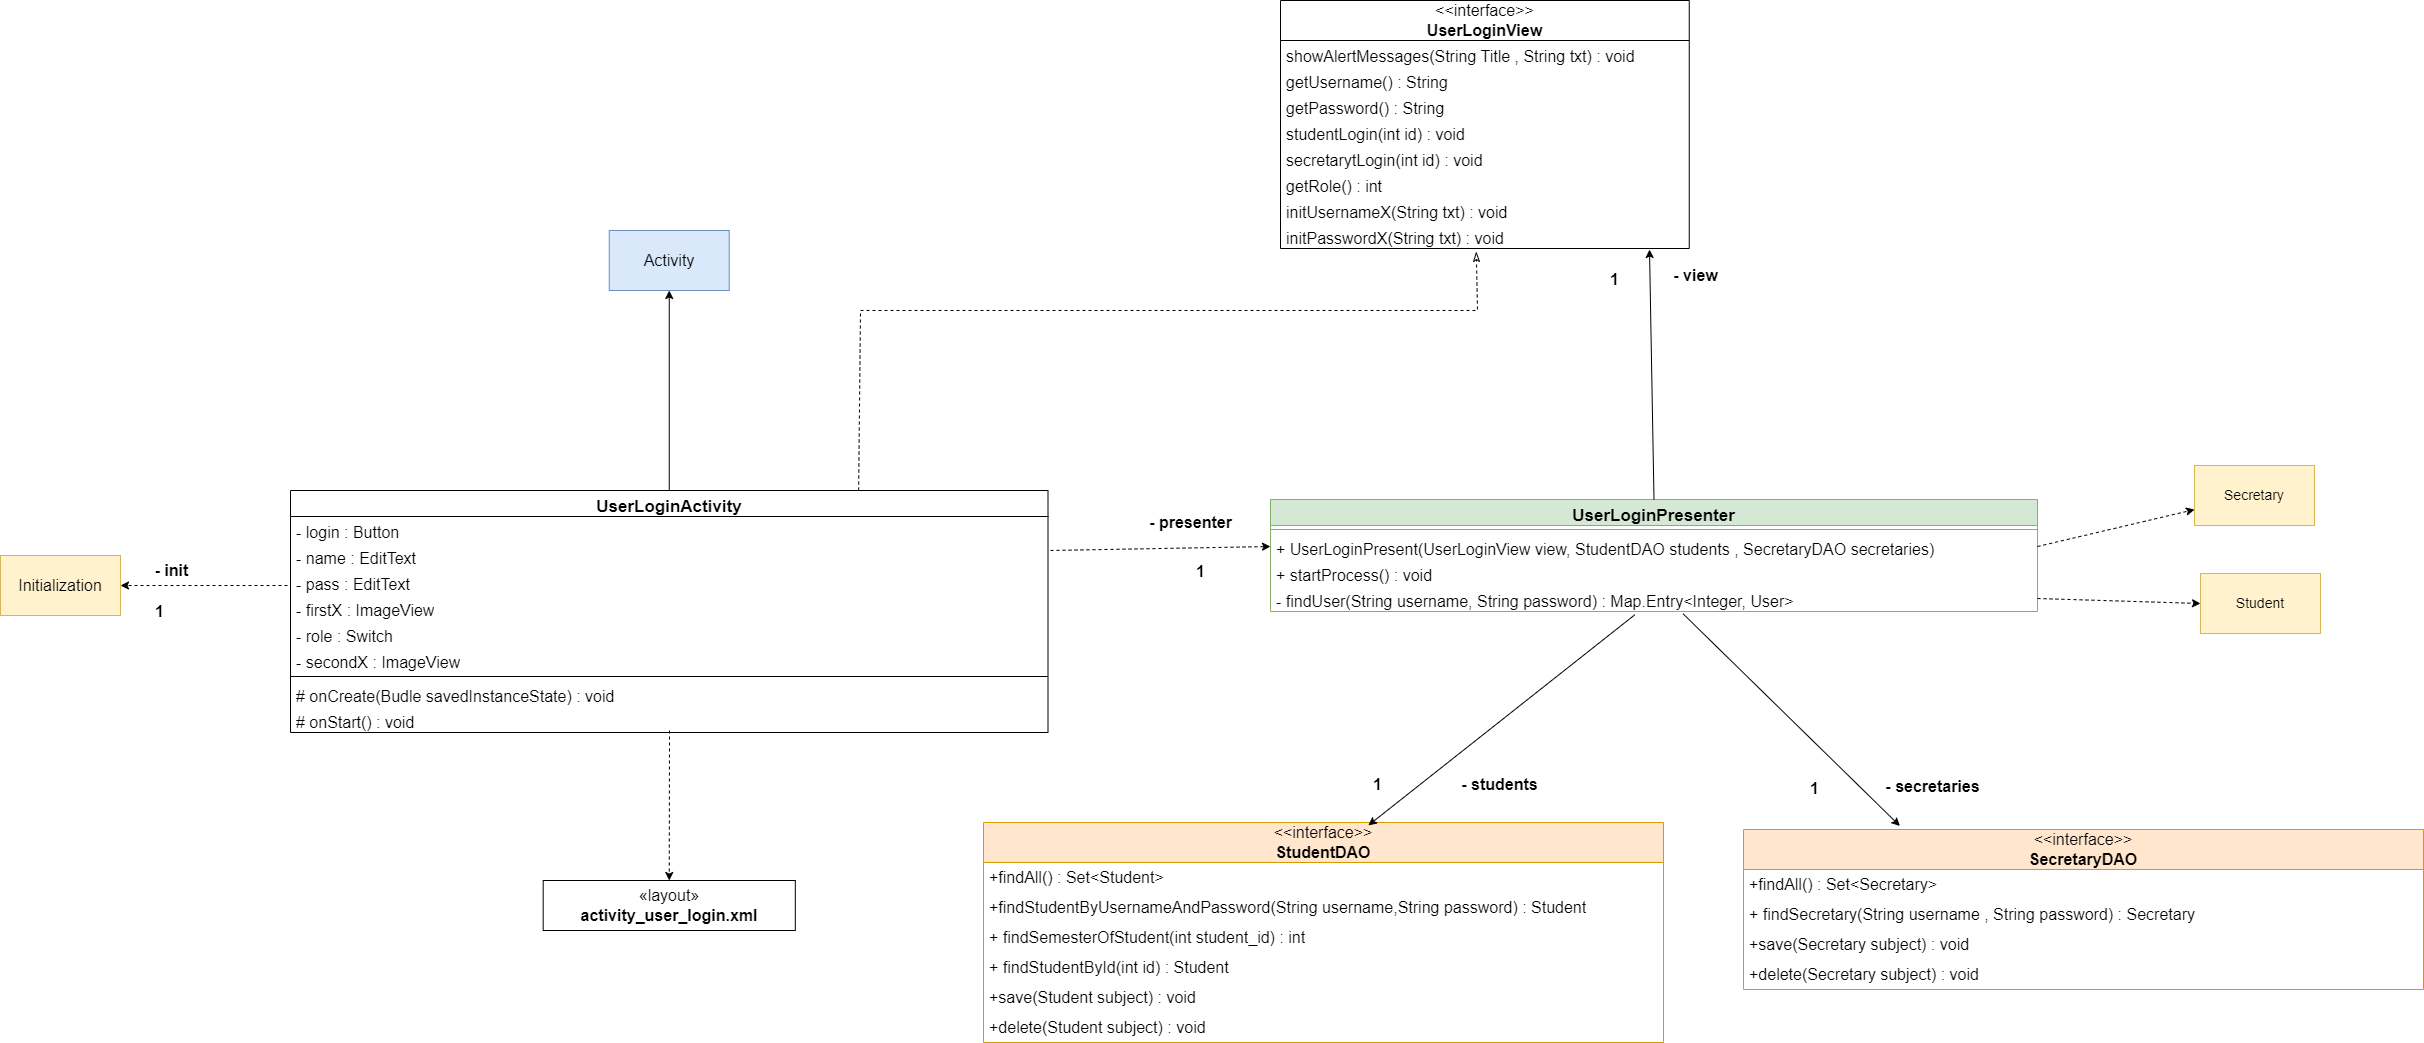 <<interface>>
UserLoginView
showAlertMessages(String Title , String txt) : void
getUsername() : String
getPassword() : String
studentLogin(int id) : void
secretarytLogin(int id) : void
getRole() : int
initUsernameX(String txt) : void
initPasswordX(String txt) : void
Activity
1
- view
UserLoginActivity
- login : Button
- name : EditText
- pass : EditText
- firstX : ImageView
- role : Switch
- secondX : ImageView
# onCreate(Budle savedInstanceState) : void
# onStart() : void
Initialization
- init
1
- presenter
1
UserLoginPresenter
+ UserLoginPresent(UserLoginView view, StudentDAO students , SecretaryDAO secretaries)
+ startProcess() : void
- findUser(String username, String password) : Map.Entry<Integer, User>
Secretary
Student
1
- students
1
- secretaries
«layout»
activity_user_login.xml
<<interface>>
StudentDAO
+findAll() : Set<Student>
+findStudentByUsernameAndPassword(String username,String password) : Student
+ findSemesterOfStudent(int student_id) : int
+ findStudentById(int id) : Student
+save(Student subject) : void
+delete(Student subject) : void
<<interface>>
SecretaryDAO
+findAll() : Set<Secretary>
+ findSecretary(String username , String password) : Secretary
+save(Secretary subject) : void
+delete(Secretary subject) : void